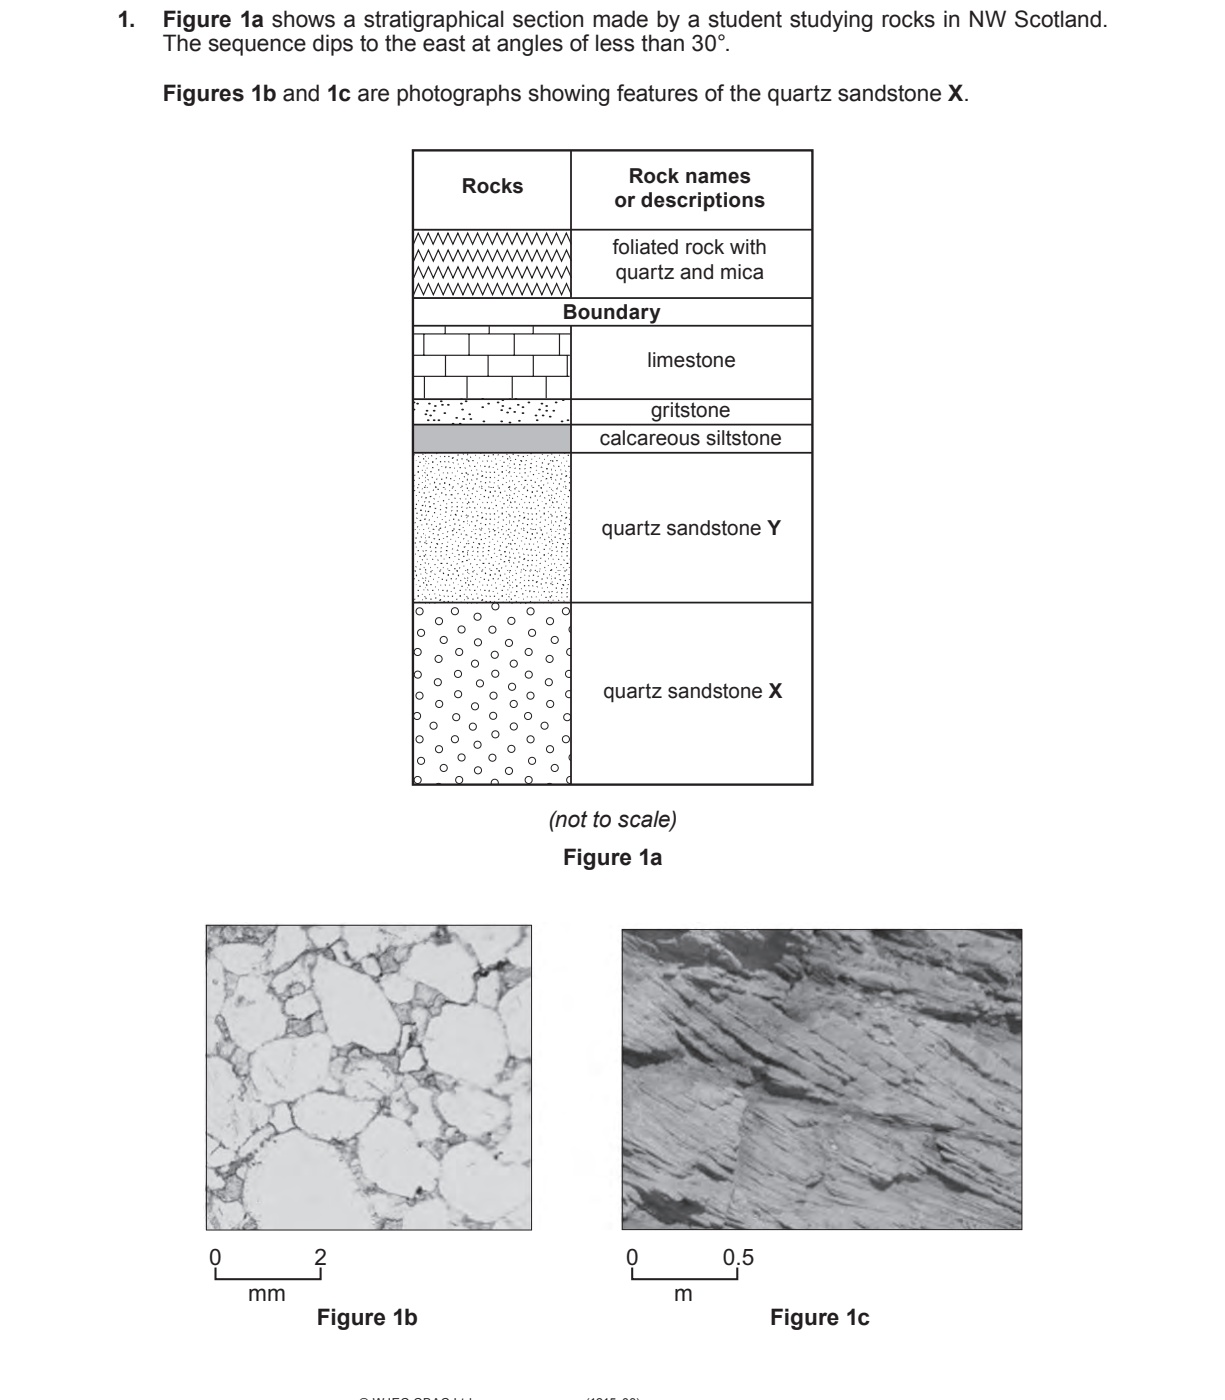 1. Figure 1a shows a stratigraphical section made by a student studying rocks in NW Scotland.
The sequence dips to the east at angles of less than 30°.
Figures 1b and 1c are photographs showing features of the quartz sandstone X.
Rocks
Rock names
or descriptions
foliated rock with
quartz and mica
Boundary
limestone
gritstone
calcareous siltstone
quartz sandstone Y
quartz sandstone X
(not to scale)
Figure 1a
0 2
mm
Figure 1b
0 0.5
m
Figure 1c